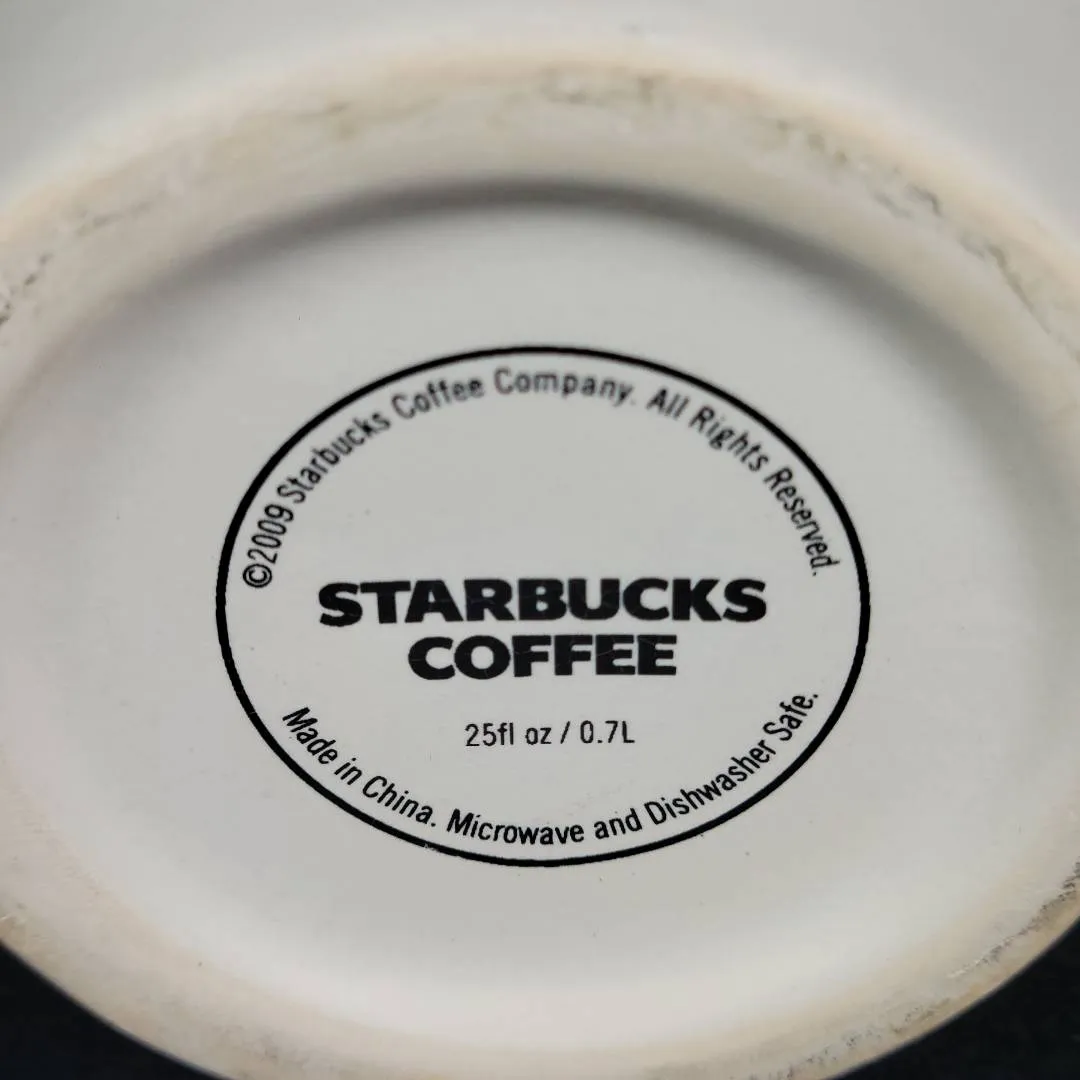 ©2009 Starbucks Coffee Company. All Rights Reserved.
STARBUCKS
COFFEE
25fl oz / 0.7L
Made in China. Microwave and Dishwasher Safe.